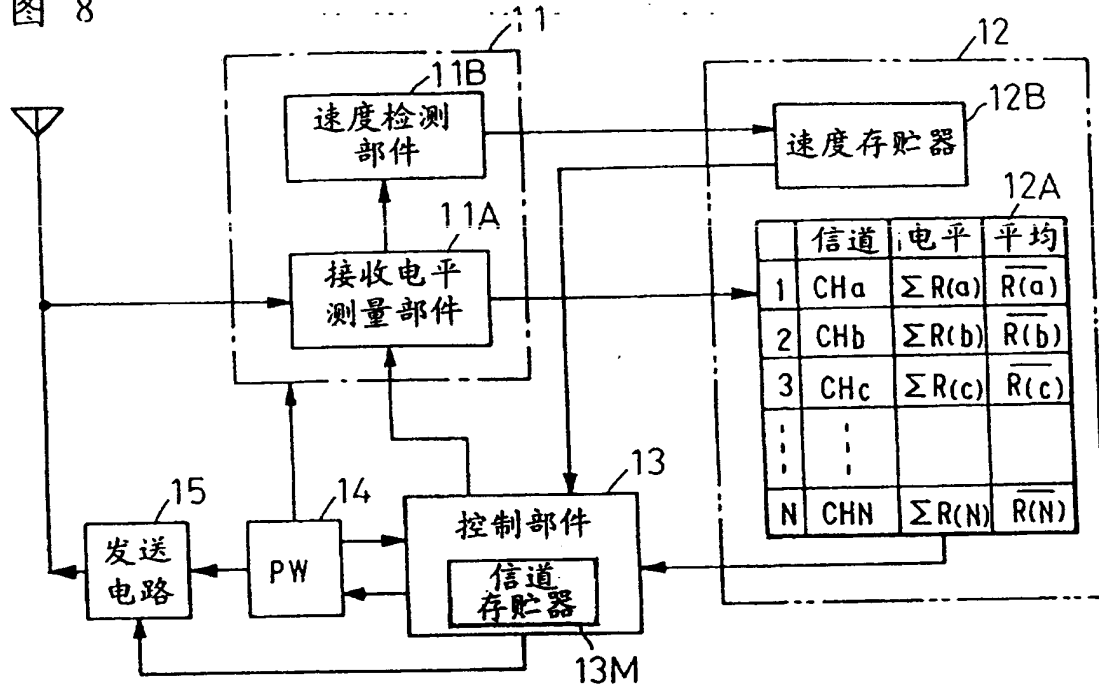 图 8
11
12
11B
速度检测
部件
12B
速度存贮器
11A
接收电平
测量部件
12A
信道 电平 平均
1 CHa ΣR(a) R̅(̅a̅)̅
2 CHb ΣR(b) R̅(̅b̅)̅
3 CHc ΣR(c) R̅(̅c̅)̅
N CHN ΣR(N) R̅(̅N̅)̅
15
发送
电路
14
PW
13
控制部件
信道
存贮器
13M